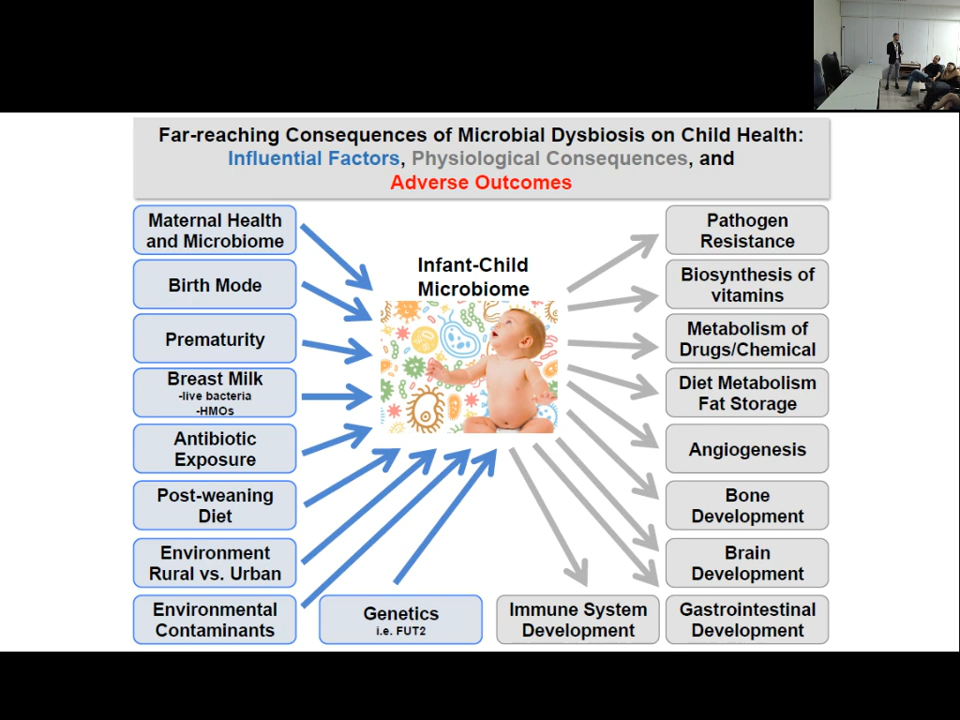 Far-reaching Consequences of Microbial Dysbiosis on Child Health:
Influential Factors, Physiological Consequences, and
Adverse Outcomes
Maternal Health
and Microbiome
Birth Mode
Prematurity
Breast Milk
-live bacteria
-HMOs
Antibiotic
Exposure
Post-weaning
Diet
Environment
Rural vs. Urban
Environmental
Contaminants
Genetics
i.e. FUT2
Infant-Child
Microbiome
Pathogen
Resistance
Biosynthesis of
vitamins
Metabolism of
Drugs/Chemical
Diet Metabolism
Fat Storage
Angiogenesis
Bone
Development
Brain
Development
Immune System
Development
Gastrointestinal
Development